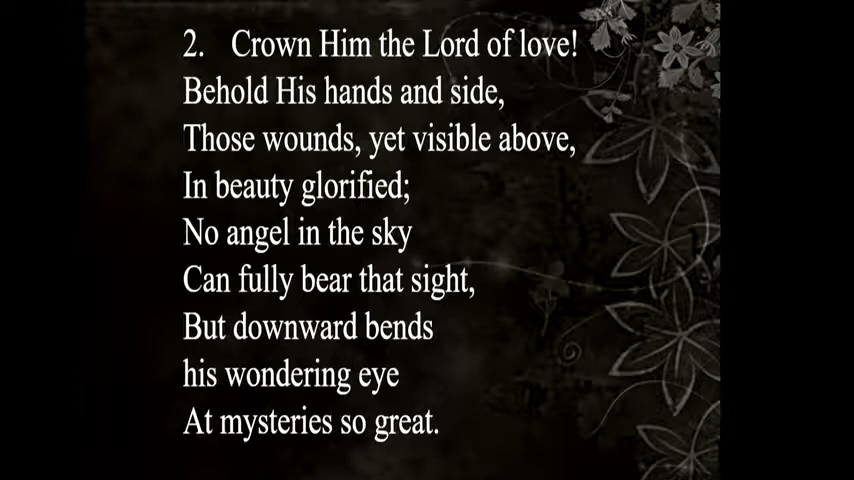 2. Crown Him the Lord of love!
Behold His hands and side,
Those wounds, yet visible above,
In beauty glorified;
No angel in the sky
Can fully bear that sight,
But downward bends
his wondering eye
At mysteries so great.